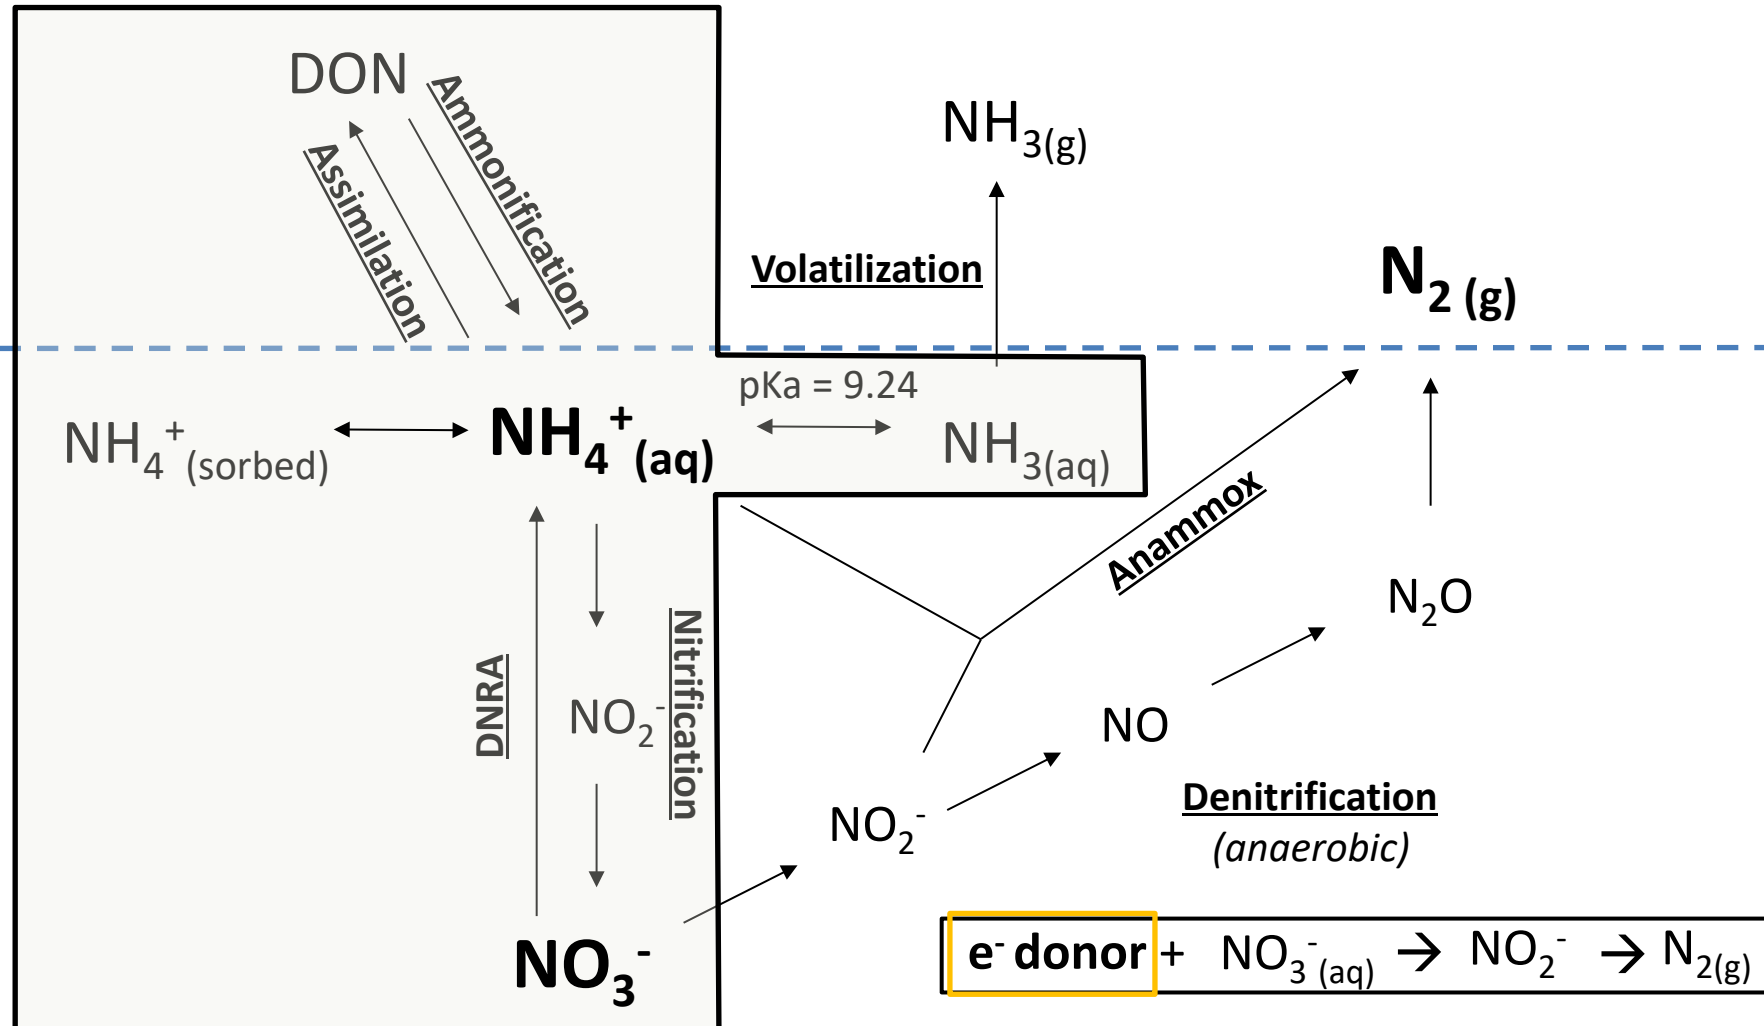 DON
Ammonification
Assimilation
NH₃(g)
Volatilization
N₂ (g)
pKa = 9.24
NH₄⁺(sorbed)
NH₄⁺(aq)
NH₃(aq)
Anammox
N₂O
DNRA
Nitrification
NO₂⁻
NO
NO₂⁻
Denitrification
(anaerobic)
NO₃⁻
e⁻ donor + NO₃⁻(aq) → NO₂⁻ → N₂(g)